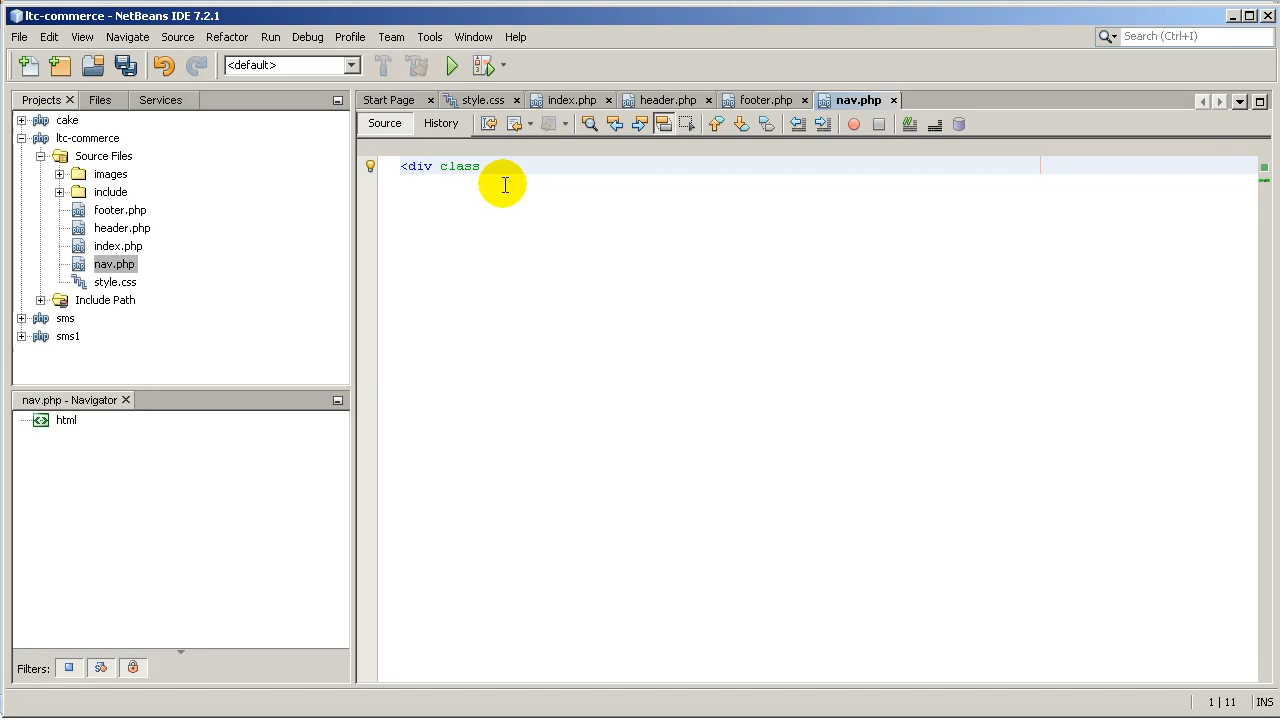 ltc-commerce - NetBeans IDE 7.2.1
File Edit View Navigate Source Refactor Run Debug Profile Team Tools Window Help
Search (Ctrl+I)
<default>
Projects Files Services
Start Page style.css index.php header.php footer.php nav.php
Source History
cake
ltc-commerce
Source Files
images
include
footer.php
header.php
index.php
nav.php
style.css
Include Path
sms
sms1
<div class
nav.php - Navigator
html
Filters:
1 | 11 INS